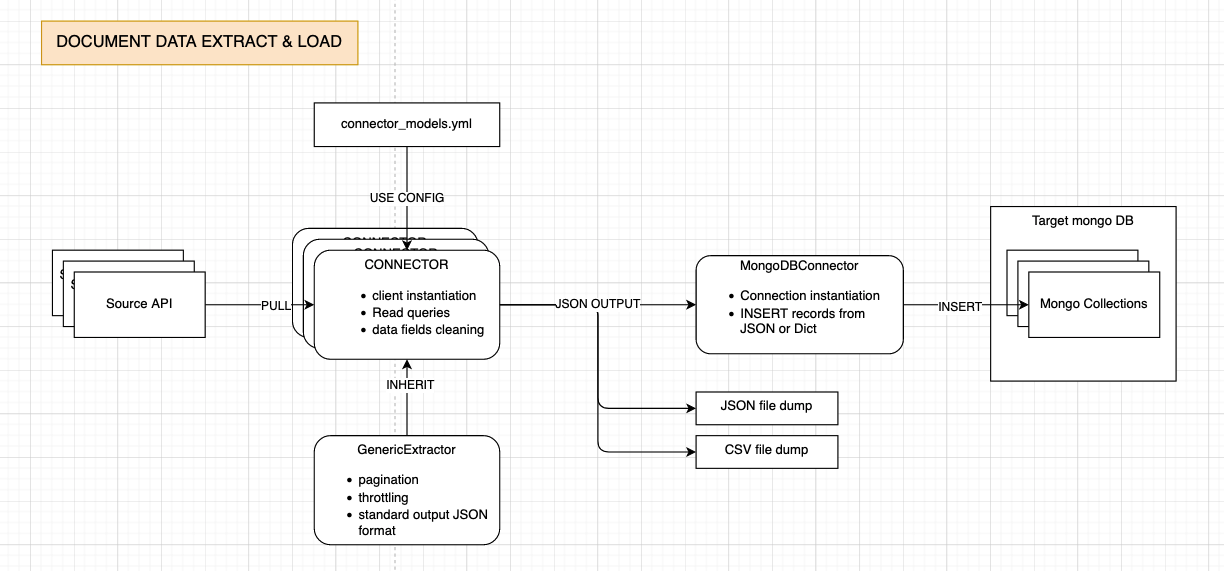 DOCUMENT DATA EXTRACT & LOAD
connector_models.yml
USE CONFIG
CONNECTOR
CONNECTOR
CONNECTOR
• client instantiation
• Read queries
• data fields cleaning
Source API
PULL
JSON OUTPUT
MongoDBConnector
• Connection instantiation
• INSERT records from
JSON or Dict
INSERT
Target mongo DB
Mongo Collections
INHERIT
GenericExtractor
• pagination
• throttling
• standard output JSON
format
JSON file dump
CSV file dump